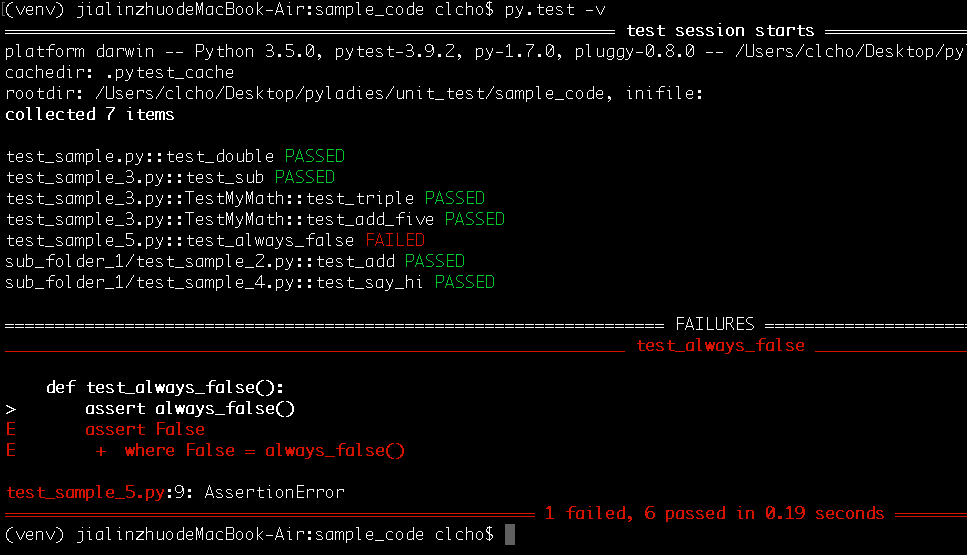 (venv) jialinzhuodeMacBook-Air:sample_code clcho$ py.test -v
============================================================= test session starts ==============
platform darwin -- Python 3.5.0, pytest-3.9.2, py-1.7.0, pluggy-0.8.0 -- /Users/clcho/Desktop/py
cachedir: .pytest_cache
rootdir: /Users/clcho/Desktop/pyladies/unit_test/sample_code, inifile:
collected 7 items
test_sample.py::test_double PASSED
test_sample_3.py::test_sub PASSED
test_sample_3.py::TestMyMath::test_triple PASSED
test_sample_3.py::TestMyMath::test_add_five PASSED
test_sample_5.py::test_always_false FAILED
sub_folder_1/test_sample_2.py::test_add PASSED
sub_folder_1/test_sample_4.py::test_say_hi PASSED
================================================================== FAILURES ====================
______________________________________________________________ test_always_false _______________
    def test_always_false():
>       assert always_false()
E       assert False
E        +  where False = always_false()
test_sample_5.py:9: AssertionError
===================================================== 1 failed, 6 passed in 0.19 seconds =======
(venv) jialinzhuodeMacBook-Air:sample_code clcho$